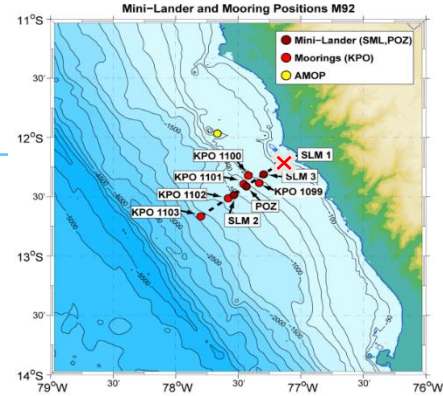 Mini-Lander and Mooring Positions M92
Mini-Lander (SML,POZ)
Moorings (KPO)
AMOP
11°S
30'
12°S
30'
13°S
30'
14°S
79°W
30'
78°W
30'
77°W
30'
76°W
KPO 1100
SLM 1
KPO 1101
SLM 3
KPO 1102
KPO 1099
KPO 1103
POZ
SLM 2